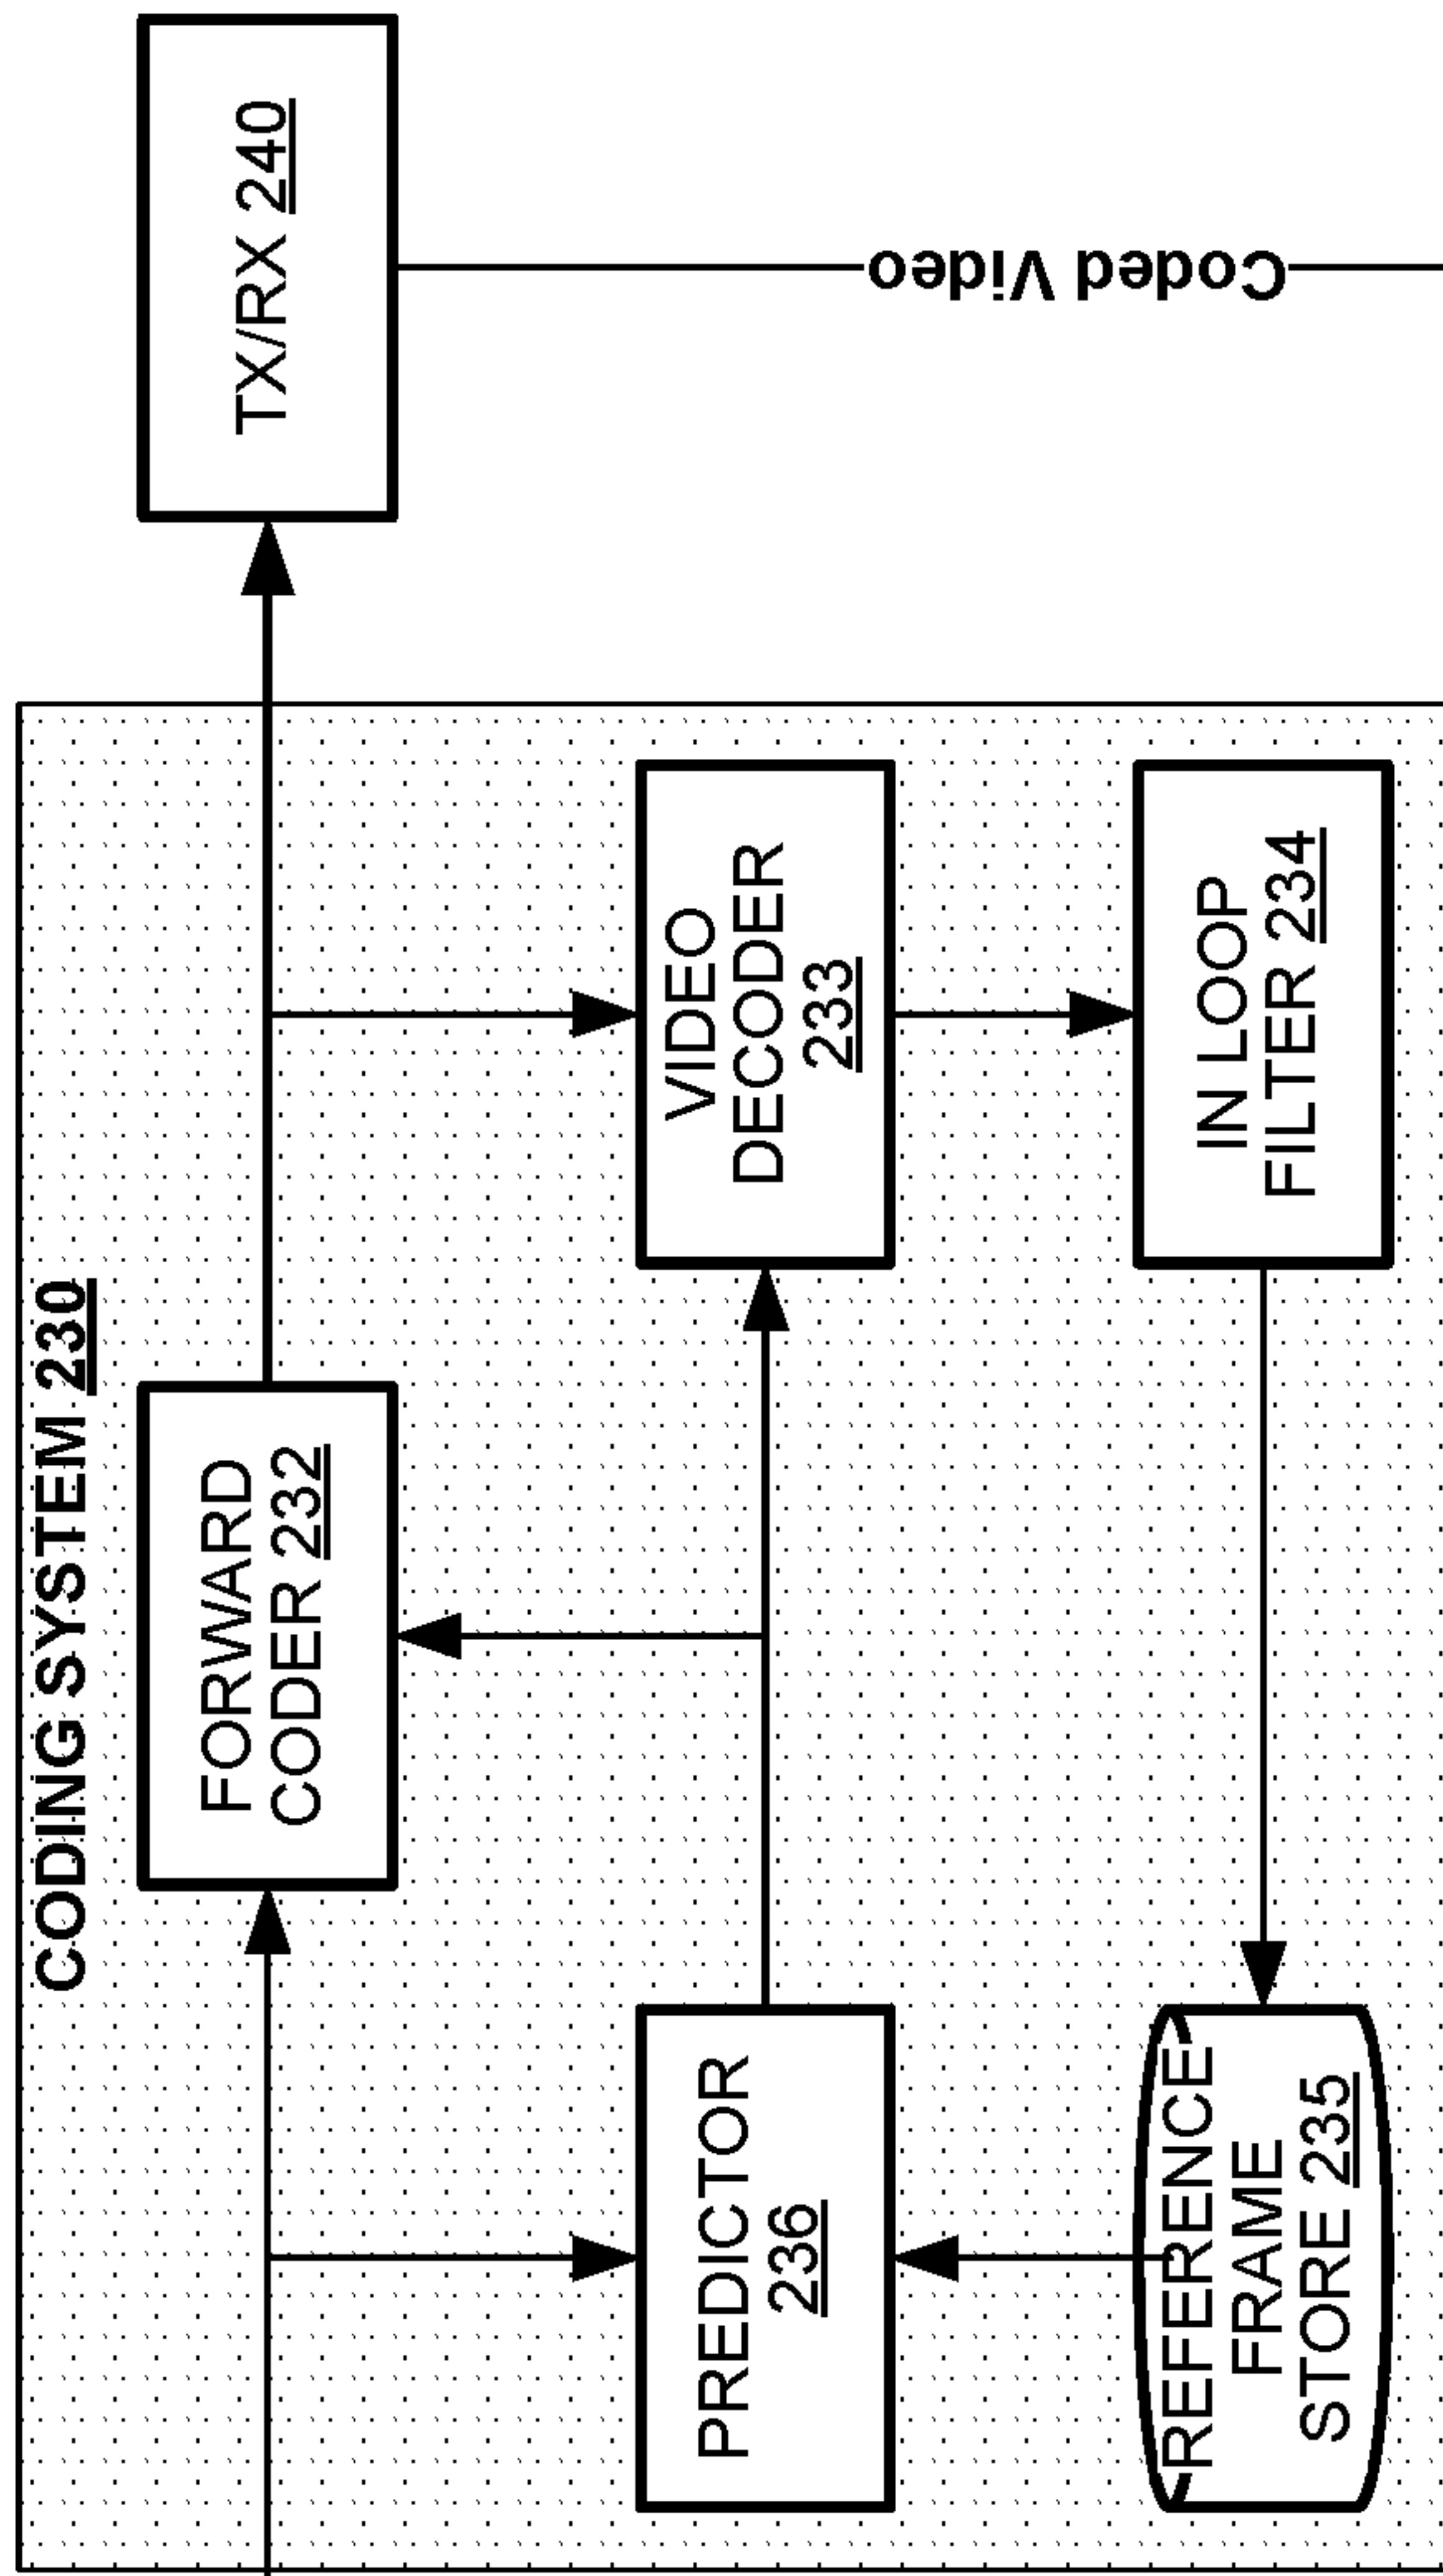 CODING SYSTEM 230
FORWARD
CODER 232
TX/RX 240
PREDICTOR
236
VIDEO
DECODER
233
Coded Video
REFERENCE
FRAME
STORE 235
IN LOOP
FILTER 234